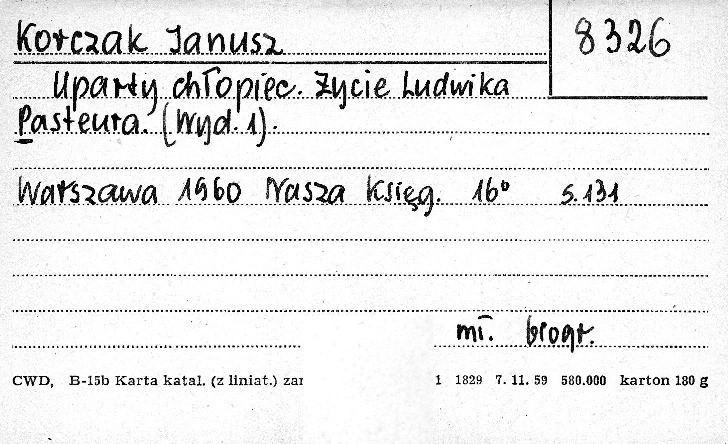 Korczak Janusz 8326
Uparty chłopiec. Życie Ludwika
Pasteura. (Wyd. 1).
Warszawa 1960 Nasza Księg. 16° s. 131
mł. biogr.
CWD, B-15b Karta katal. (z liniat.) zam 1 1829 7. 11. 59 580.000 karton 180 g